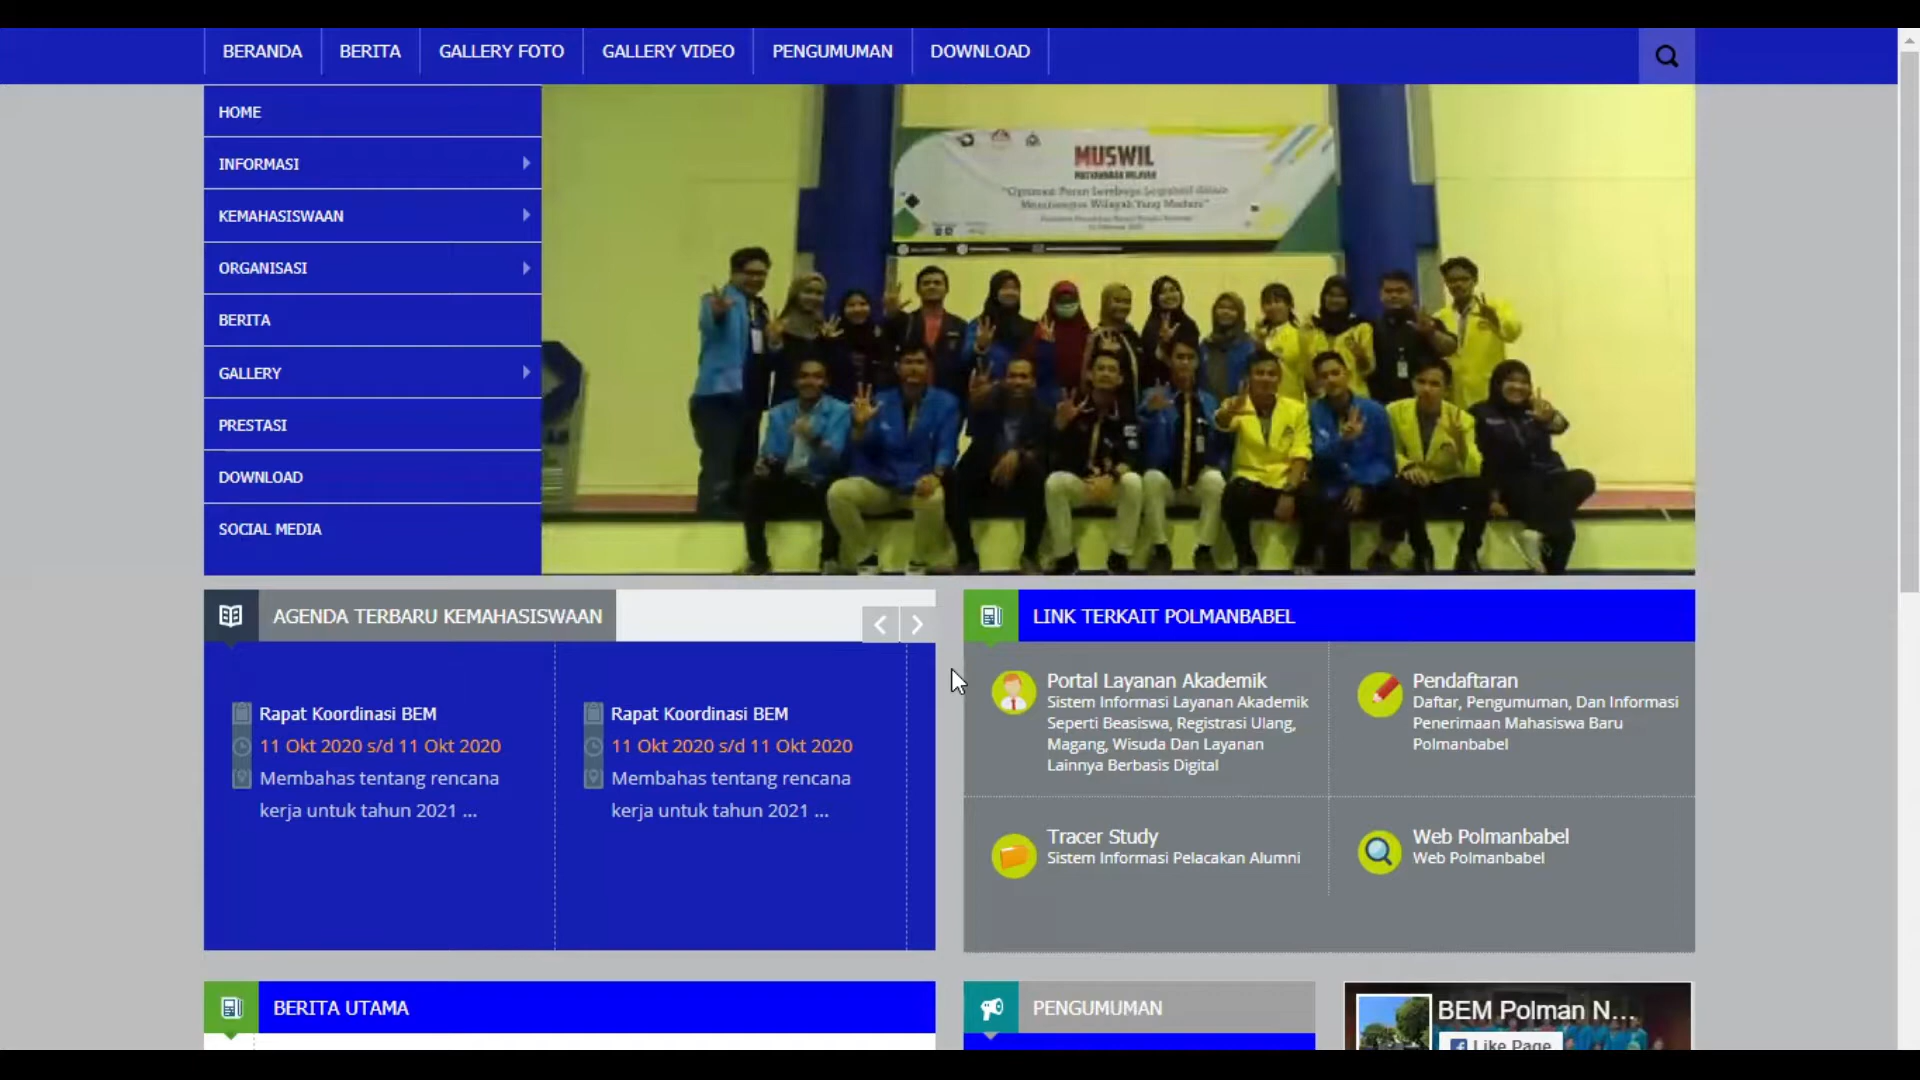 BERANDA
BERITA
GALLERY FOTO
GALLERY VIDEO
PENGUMUMAN
DOWNLOAD
HOME
INFORMASI
KEMAHASISWAAN
ORGANISASI
BERITA
GALLERY
PRESTASI
DOWNLOAD
SOCIAL MEDIA
MUSWIL
AGENDA TERBARU KEMAHASISWAAN
Rapat Koordinasi BEM
11 Okt 2020 s/d 11 Okt 2020
Membahas tentang rencana
kerja untuk tahun 2021 ...
Rapat Koordinasi BEM
11 Okt 2020 s/d 11 Okt 2020
Membahas tentang rencana
kerja untuk tahun 2021 ...
LINK TERKAIT POLMANBABEL
Portal Layanan Akademik
Sistem Informasi Layanan Akademik
Seperti Beasiswa, Registrasi Ulang,
Magang, Wisuda Dan Layanan
Lainnya Berbasis Digital
Pendaftaran
Daftar, Pengumuman, Dan Informasi
Penerimaan Mahasiswa Baru
Polmanbabel
Tracer Study
Sistem Informasi Pelacakan Alumni
Web Polmanbabel
Web Polmanbabel
BERITA UTAMA
PENGUMUMAN
BEM Polman N...
Like Page